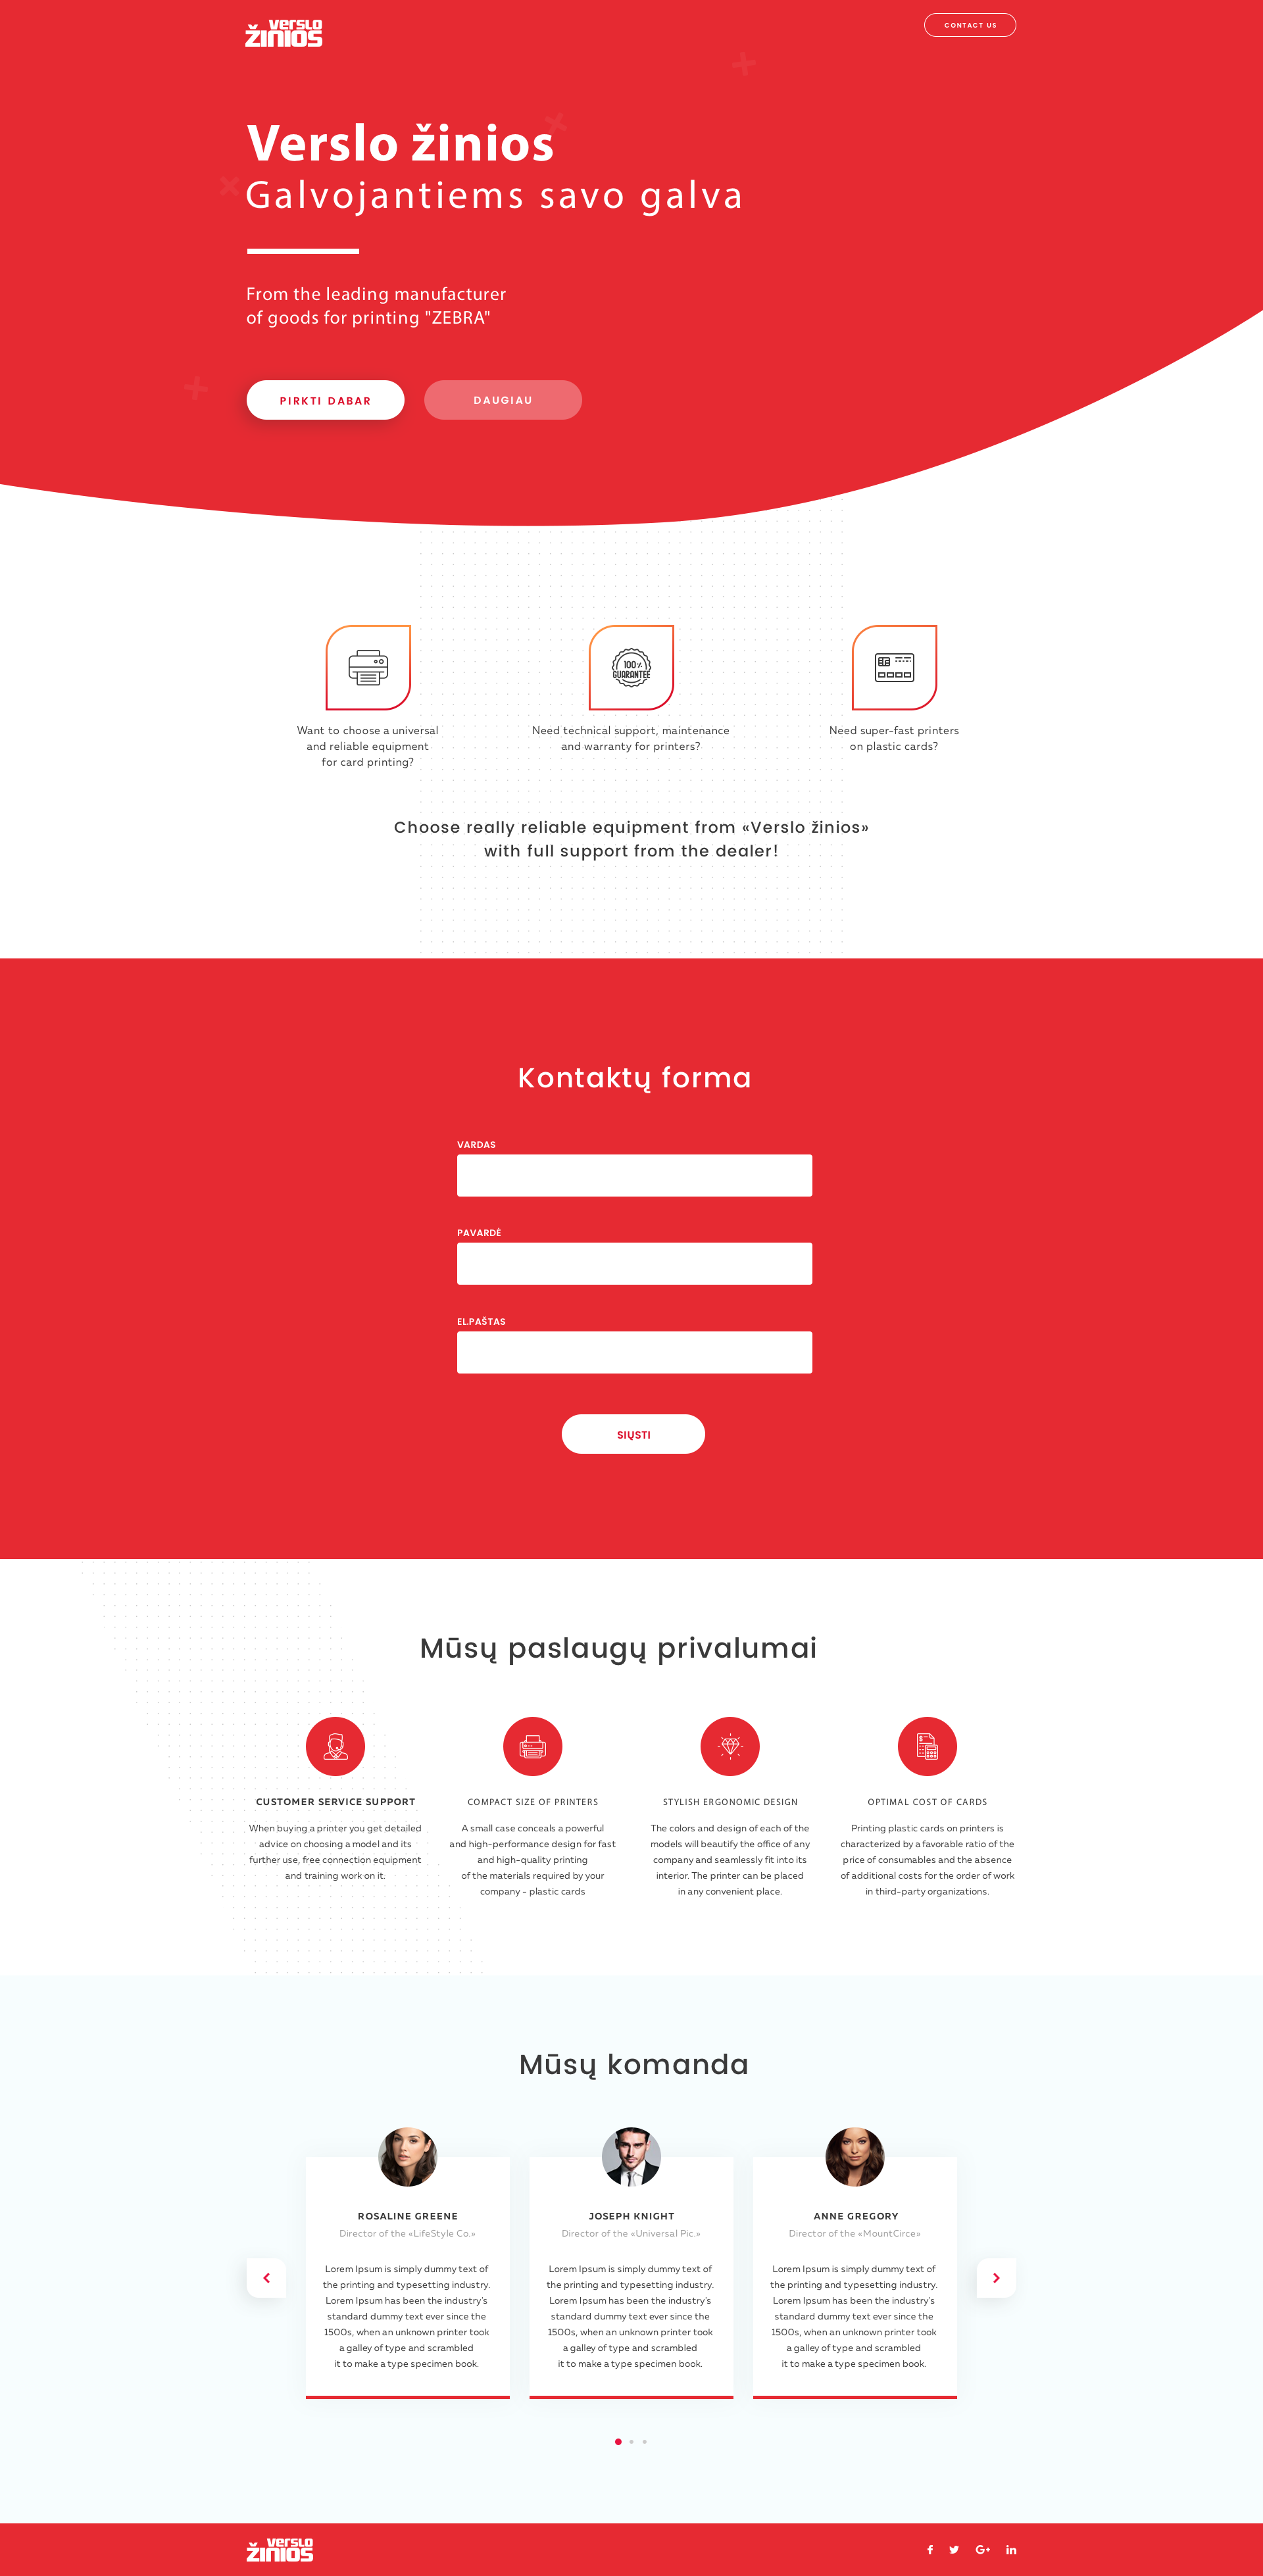 verslo
žinios
CONTACT US
Verslo žinios
Galvojantiems savo galva
From the leading manufacturer
of goods for printing "ZEBRA"
PIRKTI DABAR
DAUGIAU
100%
GUARANTEE
Want to choose a universal
and reliable equipment
for card printing?
Need technical support, maintenance
and warranty for printers?
Need super-fast printers
on plastic cards?
Choose really reliable equipment from «Verslo žinios»
with full support from the dealer!
Kontaktų forma
VARDAS
PAVARDĖ
EL.PAŠTAS
SIŲSTI
Mūsų paslaugų privalumai
CUSTOMER SERVICE SUPPORT
When buying a printer you get detailed
advice on choosing a model and its
further use, free connection equipment
and training work on it.
COMPACT SIZE OF PRINTERS
A small case conceals a powerful
and high-performance design for fast
and high-quality printing
of the materials required by your
company - plastic cards
STYLISH ERGONOMIC DESIGN
The colors and design of each of the
models will beautify the office of any
company and seamlessly fit into its
interior. The printer can be placed
in any convenient place.
OPTIMAL COST OF CARDS
Printing plastic cards on printers is
characterized by a favorable ratio of the
price of consumables and the absence
of additional costs for the order of work
in third-party organizations.
Mūsų komanda
ROSALINE GREENE
Director of the «LifeStyle Co.»
Lorem Ipsum is simply dummy text of
the printing and typesetting industry.
Lorem Ipsum has been the industry's
standard dummy text ever since the
1500s, when an unknown printer took
a galley of type and scrambled
it to make a type specimen book.
JOSEPH KNIGHT
Director of the «Universal Pic.»
Lorem Ipsum is simply dummy text of
the printing and typesetting industry.
Lorem Ipsum has been the industry's
standard dummy text ever since the
1500s, when an unknown printer took
a galley of type and scrambled
it to make a type specimen book.
ANNE GREGORY
Director of the «MountCirce»
Lorem Ipsum is simply dummy text of
the printing and typesetting industry.
Lorem Ipsum has been the industry's
standard dummy text ever since the
1500s, when an unknown printer took
a galley of type and scrambled
it to make a type specimen book.
verslo
žinios